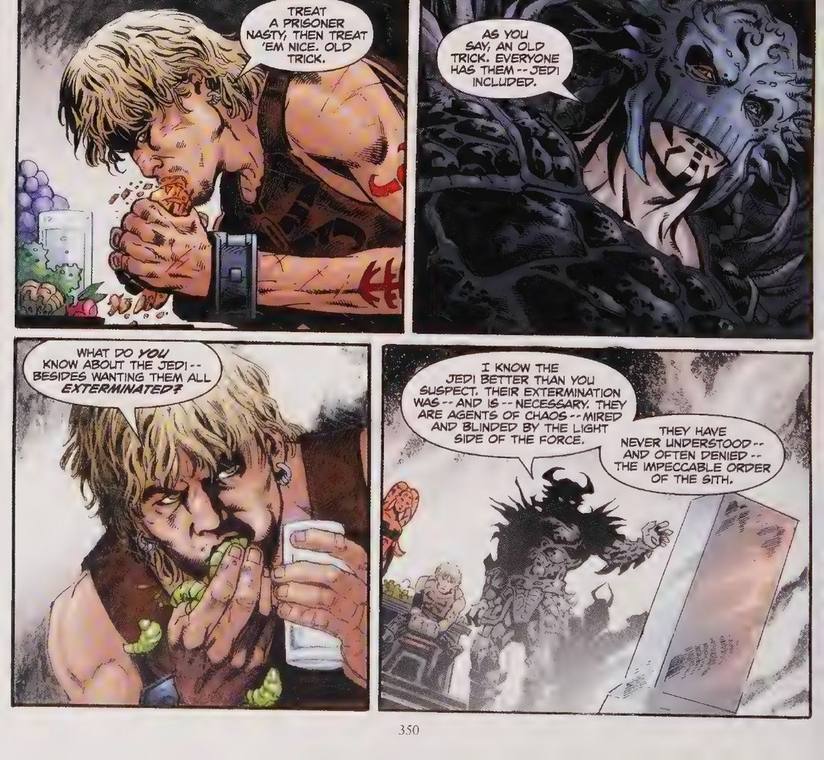 TREAT
A PRISONER
NASTY, THEN TREAT
'EM NICE. OLD
TRICK.
AS YOU
SAY, AN OLD
TRICK. EVERYONE
HAS THEM -- JEDI
INCLUDED.
WHAT DO YOU
KNOW ABOUT THE JEDI --
BESIDES WANTING THEM ALL
EXTERMINATED?
I KNOW THE
JEDI BETTER THAN YOU
SUSPECT. THEIR EXTERMINATION
WAS -- AND IS -- NECESSARY. THEY
ARE AGENTS OF CHAOS -- MIRED
AND BLINDED BY THE LIGHT
SIDE OF THE FORCE.
THEY HAVE
NEVER UNDERSTOOD --
AND OFTEN DENIED --
THE IMPECCABLE ORDER
OF THE SITH.
350